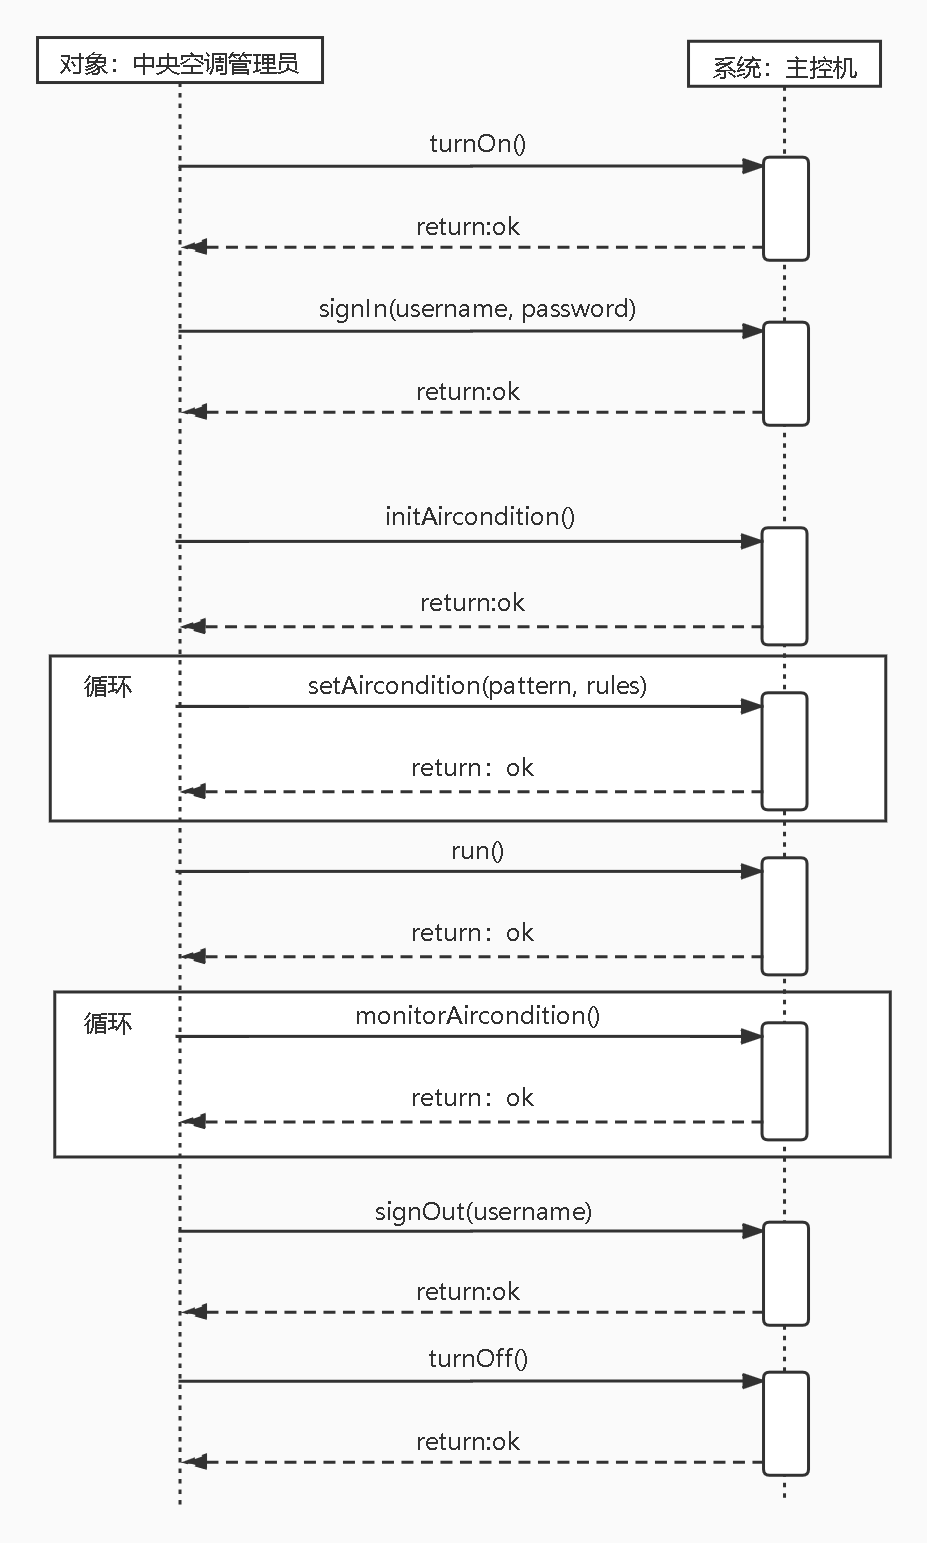 对象：中央空调管理员
系统：主控机
turnOn()
return:ok
signIn(username, password)
return:ok
initAircondition()
return:ok
循环
setAircondition(pattern, rules)
return：ok
run()
return：ok
循环
monitorAircondition()
return：ok
signOut(username)
return:ok
turnOff()
return:ok